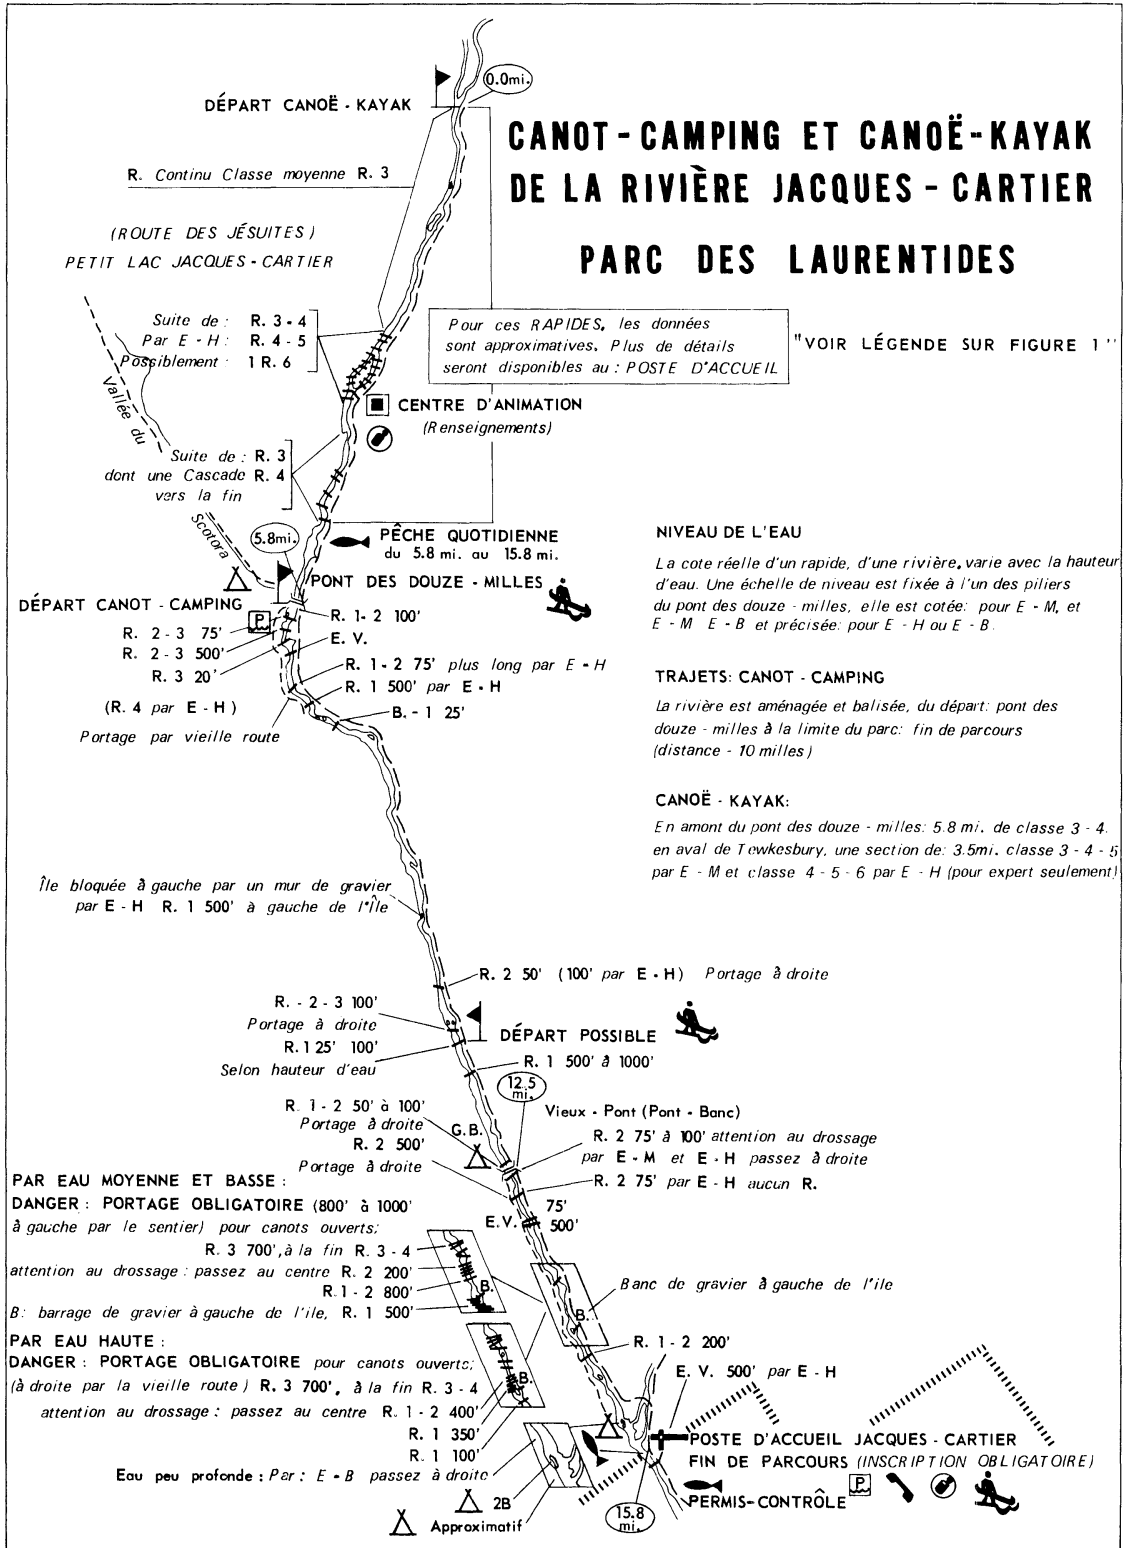 0.0mi.
DÉPART CANOË - KAYAK
CANOT-CAMPING ET CANOË-KAYAK
DE LA RIVIÈRE JACQUES - CARTIER
PARC DES LAURENTIDES
R. Continu Classe moyenne R. 3
(ROUTE DES JÉSUITES)
PETIT LAC JACQUES-CARTIER
Suite de : R. 3-4
Par E-H : R. 4-5
Possiblement : 1 R. 6
Pour ces RAPIDES, les données
sont approximatives. Plus de détails
seront disponibles au : POSTE D'ACCUEIL
"VOIR LÉGENDE SUR FIGURE 1"
CENTRE D'ANIMATION
(Renseignements)
Vallée du
Scotora
Suite de : R. 3
dont une Cascade R. 4
vers la fin
5.8mi.
PÊCHE QUOTIDIENNE
du 5.8 mi. au 15.8 mi.
PONT DES DOUZE - MILLES
DÉPART CANOT - CAMPING
P
R. 2-3 75'
R. 2-3 500'
R. 3 20'
(R. 4 par E-H)
Portage par vieille route
R. 1-2 100'
E. V.
R. 1-2 75' plus long par E-H
R. 1 500' par E-H
B. - 1 25'
NIVEAU DE L'EAU
La cote réelle d'un rapide, d'une rivière, varie avec la hauteur
d'eau. Une échelle de niveau est fixée à l'un des piliers
du pont des douze - milles, elle est cotée: pour E - M, et
E - M E - B et précisée: pour E - H ou E - B.
TRAJETS: CANOT - CAMPING
La rivière est aménagée et balisée, du départ: pont des
douze - milles à la limite du parc: fin de parcours
(distance - 10 milles)
CANOË - KAYAK:
En amont du pont des douze - milles: 5.8 mi. de classe 3 - 4.
en aval de Tewkesbury, une section de: 3.5mi. classe 3 - 4 - 5
par E - M et classe 4 - 5 - 6 par E - H (pour expert seulement)
Île bloquée à gauche par un mur de gravier
par E - H R. 1 500' à gauche de l'Île
R. 2 50' (100' par E-H) Portage à droite
R. - 2 - 3 100'
Portage à droite
R. 1 25' 100'
Selon hauteur d'eau
DÉPART POSSIBLE
R. 1 500' à 1000'
12.5
mi.
R. 1-2 50' à 100'
Portage à droite
R. 2 500'
Portage à droite
G.B.
Vieux - Pont (Pont - Banc)
R. 2 75' à 100' attention au drossage
par E-M et E-H passez à droite
R. 2 75' par E-H aucun R.
75'
E.V. 500'
PAR EAU MOYENNE ET BASSE :
DANGER : PORTAGE OBLIGATOIRE (800' à 1000'
à gauche par le sentier) pour canots ouverts;
R. 3 700', à la fin R. 3-4
attention au drossage : passez au centre R. 2 200'
R. 1-2 800'
B: barrage de gravier à gauche de l'ile, R. 1 500'
B.
B.
Banc de gravier à gauche de l'ile
PAR EAU HAUTE :
DANGER : PORTAGE OBLIGATOIRE pour canots ouverts;
(à droite par la vieille route) R. 3 700', à la fin R. 3-4
attention au drossage : passez au centre R. 1-2 400'
R. 1 350'
R. 1 100'
B.
R. 1-2 200'
E. V. 500' par E-H
Eau peu profonde : Par : E - B passez à droite
2B
Approximatif
POSTE D'ACCUEIL JACQUES - CARTIER
FIN DE PARCOURS (INSCRIPTION OBLIGATOIRE)
P
PERMIS-CONTRÔLE
15.8
mi.